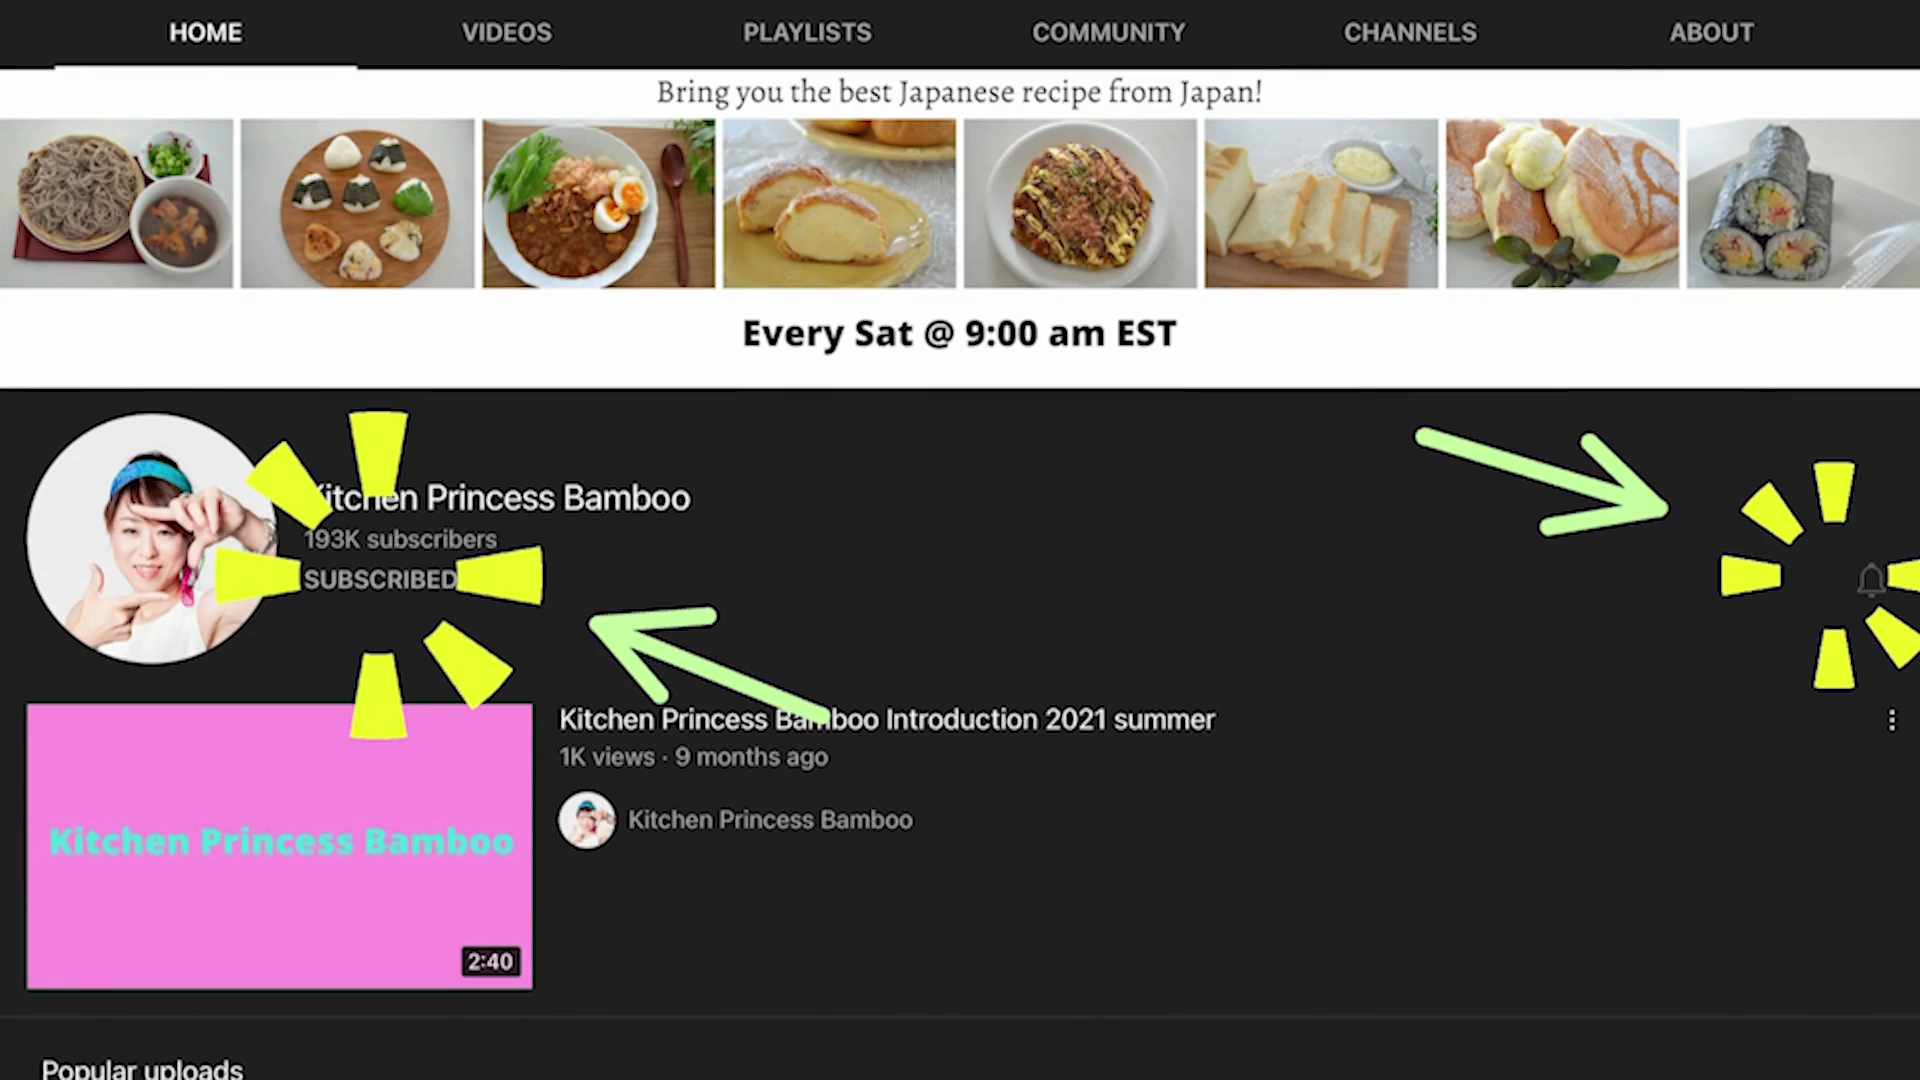 HOME VIDEOS PLAYLISTS COMMUNITY CHANNELS ABOUT
Bring you the best Japanese recipe from Japan!
Every Sat @ 9:00 am EST
Kitchen Princess Bamboo
193K subscribers
SUBSCRIBED
Kitchen Princess Bamboo Introduction 2021 summer
1K views · 9 months ago
Kitchen Princess Bamboo
Kitchen Princess Bamboo
2:40
Popular uploads